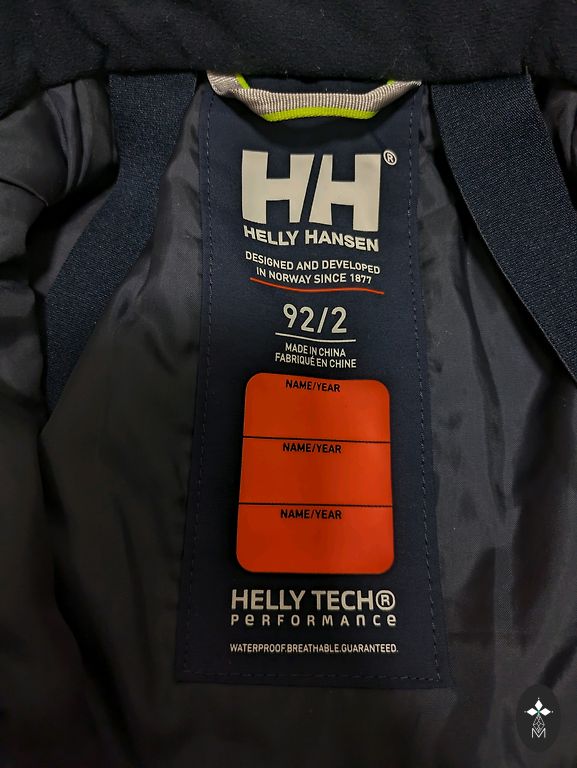 HH®
HELLY HANSEN
DESIGNED AND DEVELOPED
IN NORWAY SINCE 1877
92/2
MADE IN CHINA
FABRIQUÉ EN CHINE
NAME/YEAR
NAME/YEAR
NAME/YEAR
HELLY TECH®
PERFORMANCE
WATERPROOF.BREATHABLE.GUARANTEED.
M